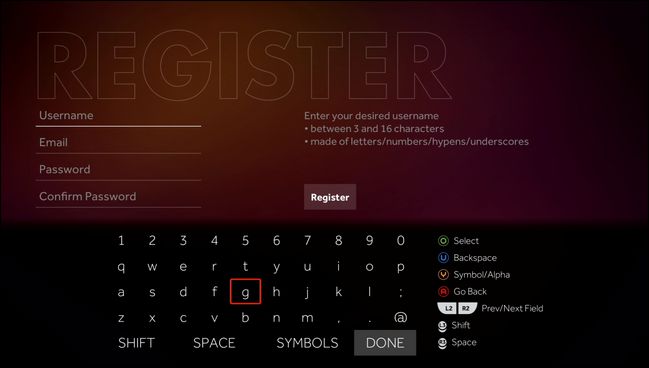 REGISTER
Username
Email
Password
Confirm Password
Enter your desired username
• between 3 and 16 characters
• made of letters/numbers/hypens/underscores
Register
1 2 3 4 5 6 7 8 9 0
q w e r t y u i o p
a s d f g h j k l ;
z x c v b n m , . @
SHIFT SPACE SYMBOLS DONE
O Select
U Backspace
Y Symbol/Alpha
A Go Back
L2 R2 Prev/Next Field
L3 Shift
R3 Space